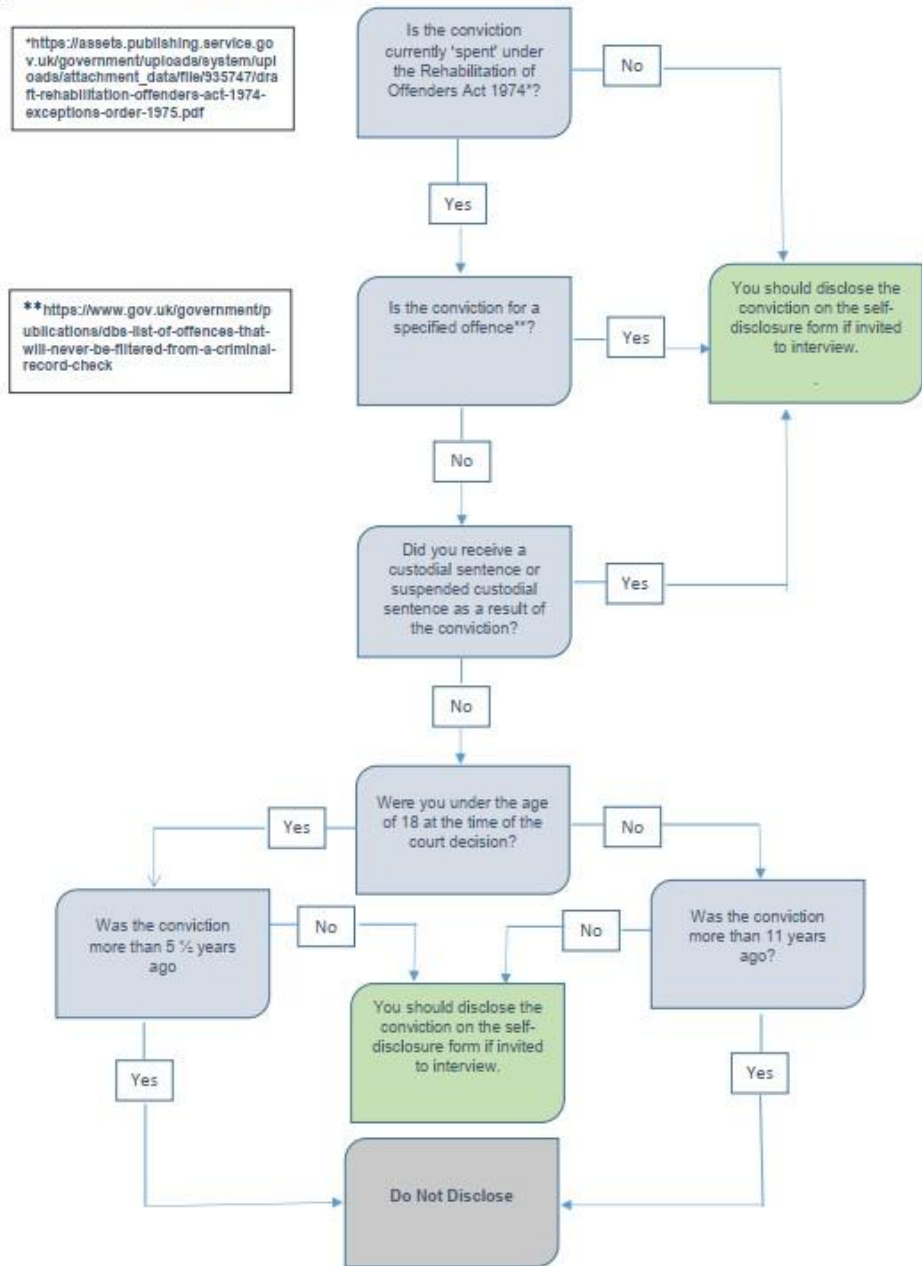 *https://assets.publishing.service.go
v.uk/government/uploads/system/upl
oads/attachment_data/file/935747/dra
ft-rehabilitation-offenders-act-1974-
exceptions-order-1975.pdf
Is the conviction
currently 'spent' under
the Rehabilitation of
Offenders Act 1974*?
No
Yes
**https://www.gov.uk/government/p
ublications/dbs-list-of-offences-that-
will-never-be-filtered-from-a-criminal-
record-check
Is the conviction for a
specified offence**?
Yes
You should disclose the
conviction on the self-
disclosure form if invited
to interview.
.
No
Did you receive a
custodial sentence or
suspended custodial
sentence as a result of
the conviction?
Yes
No
Were you under the age
of 18 at the time of the
court decision?
Yes
No
Was the conviction
more than 5 ½ years
ago
No
No
Was the conviction
more than 11 years
ago?
You should disclose the
conviction on the self-
disclosure form if invited
to interview.
Yes
Yes
Do Not Disclose